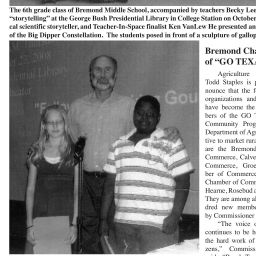 The 6th grade class of Bremond Middle School, accompanied by teachers Becky Lee
"storytelling" at the George Bush Presidential Library in College Station on October
cal scientific storyteller, and Teacher-In-Space finalist Ken VanLew He presented an
of the Big Dipper Constellation. The students posed in front of a sculpture of gallop
Bremond Cha
of "GO TEXA
Agriculture
Todd Staples is p
nounce that the f
organizations and
have become the
bers of the GO T
Community Prog
Department of Agr
tive to market rura
are the Bremond
Commerce, Calve
Commerce, Groe
ber of Commerce
Chamber of Comm
Hearne, Rosebud a
They are among al
dred new membe
by Commissioner
"The voice o
continues to be h
the hard work of
zens," Commiss